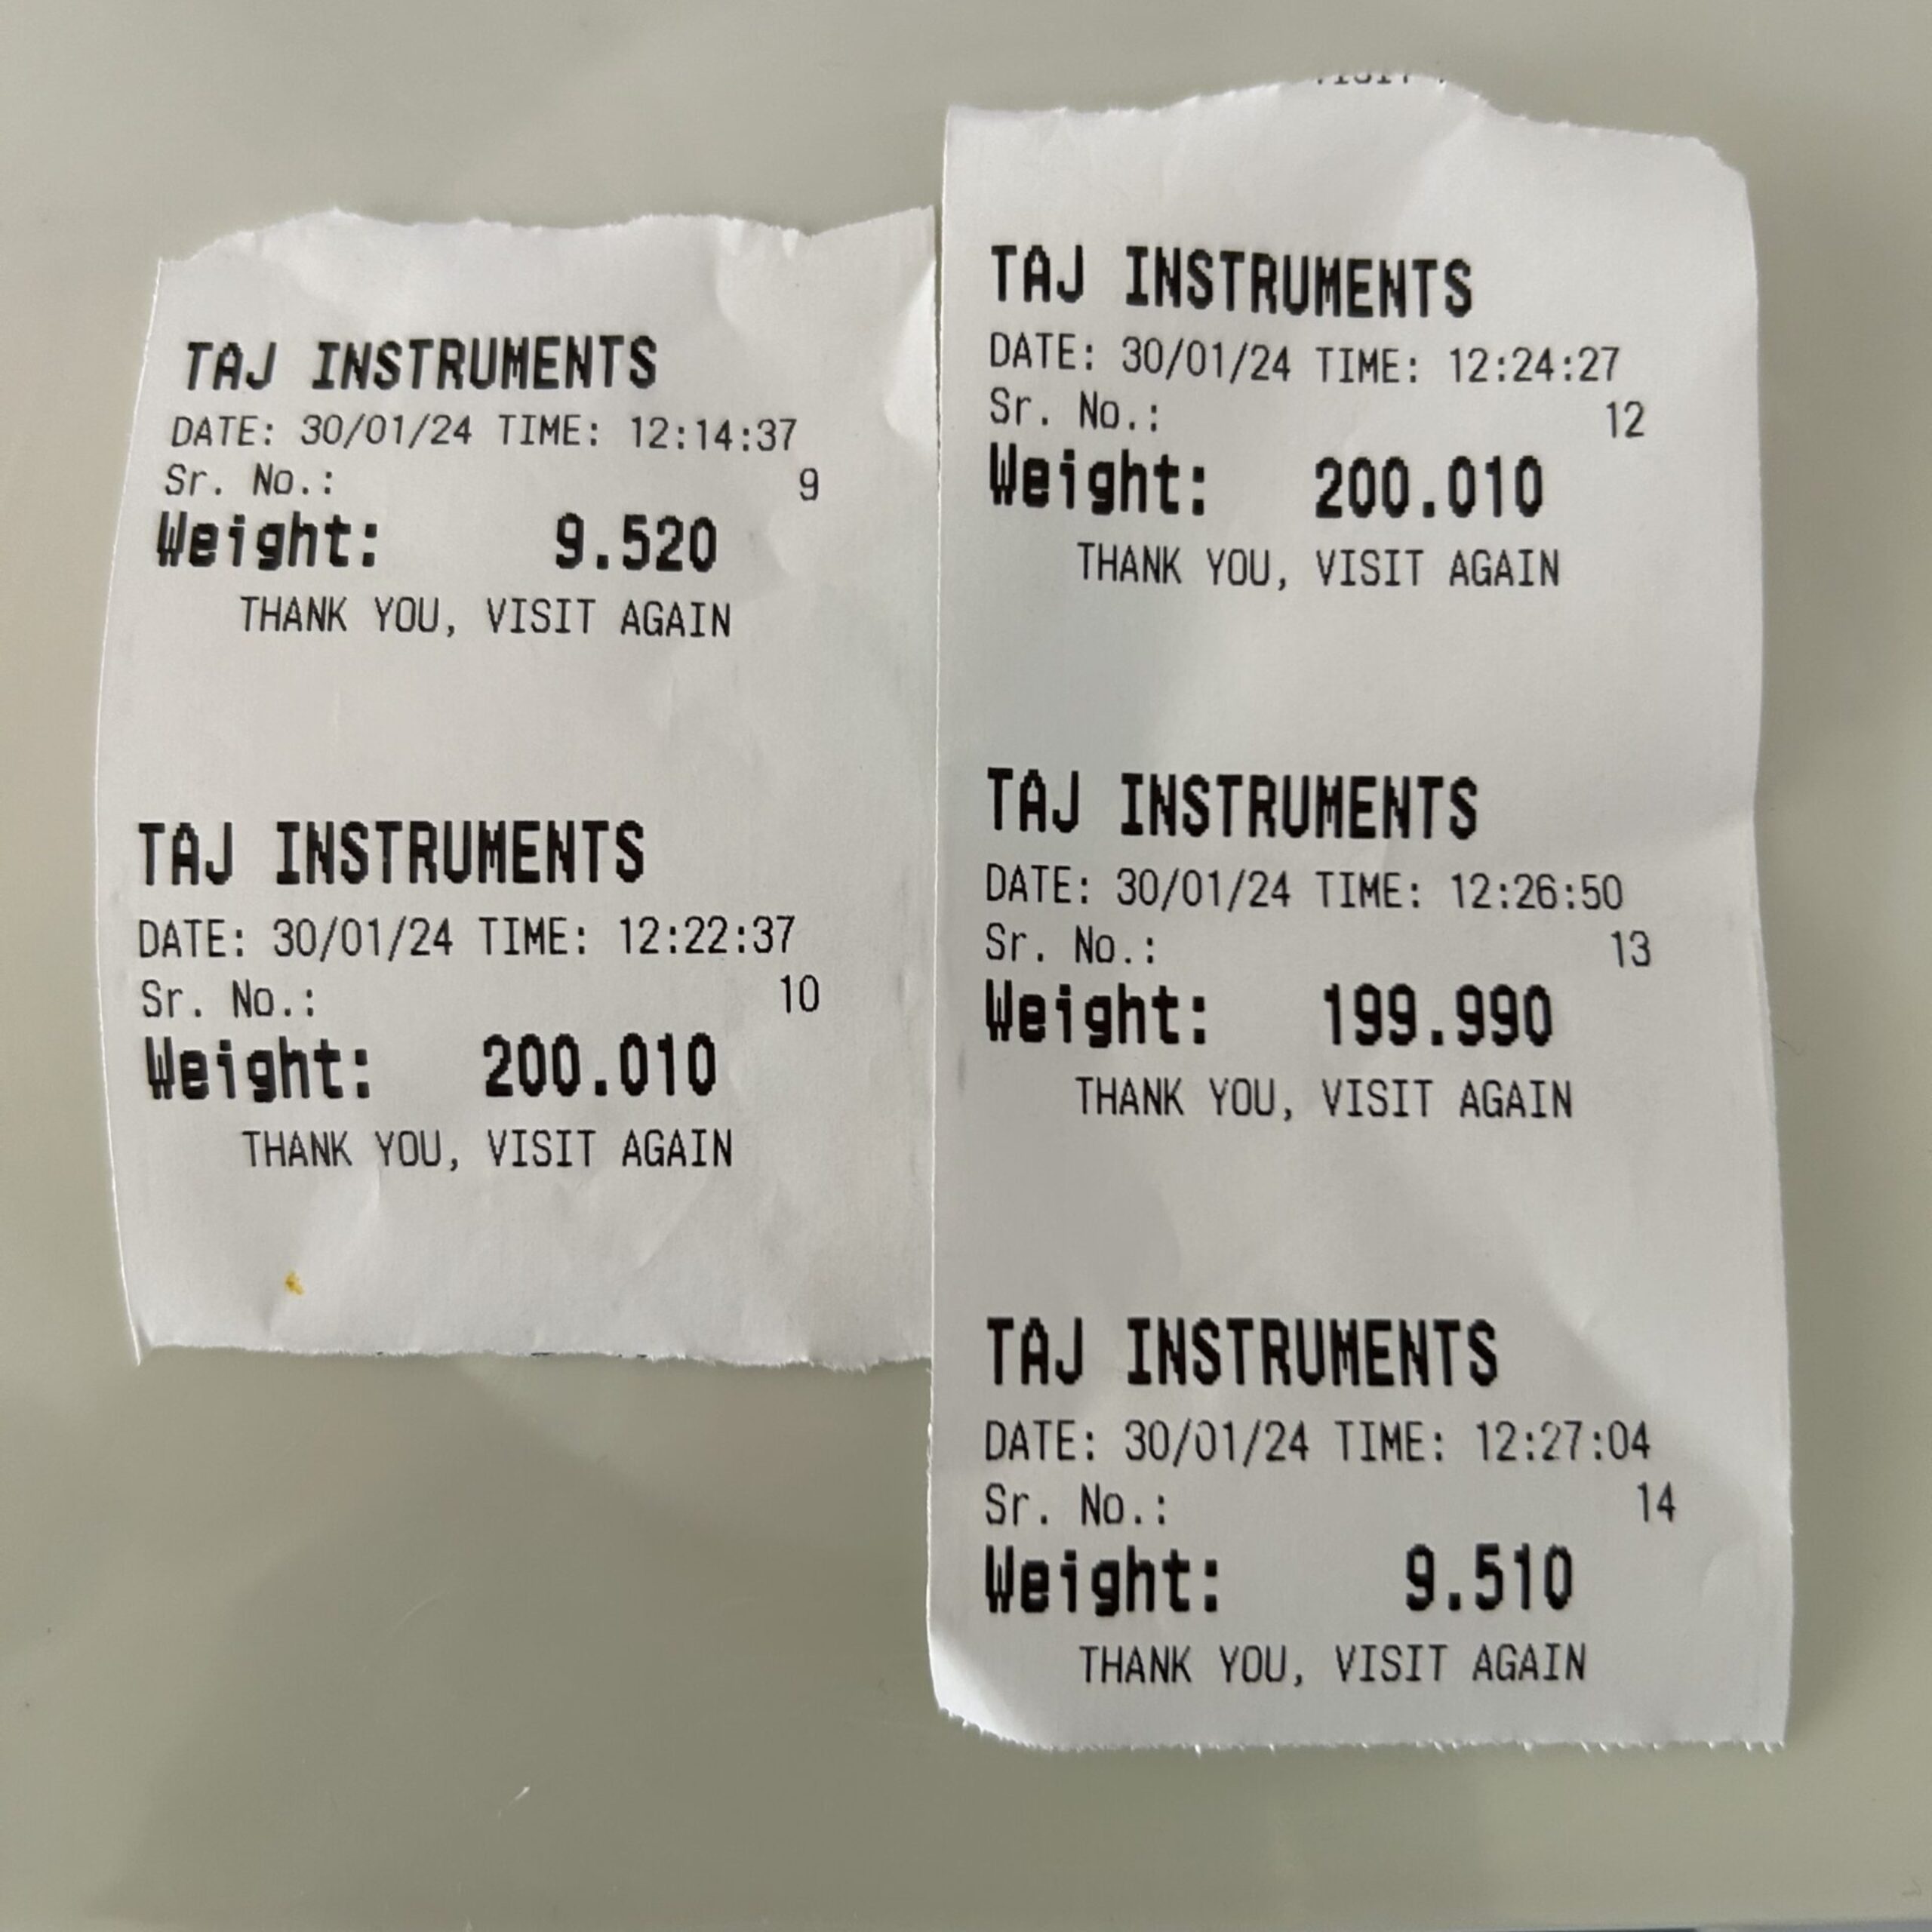 TAJ INSTRUMENTS
DATE: 30/01/24 TIME: 12:14:37
Sr. No.: 9
Weight: 9.520
THANK YOU, VISIT AGAIN
TAJ INSTRUMENTS
DATE: 30/01/24 TIME: 12:22:37
Sr. No.: 10
Weight: 200.010
THANK YOU, VISIT AGAIN
TAJ INSTRUMENTS
DATE: 30/01/24 TIME: 12:24:27
Sr. No.: 12
Weight: 200.010
THANK YOU, VISIT AGAIN
TAJ INSTRUMENTS
DATE: 30/01/24 TIME: 12:26:50
Sr. No.: 13
Weight: 199.990
THANK YOU, VISIT AGAIN
TAJ INSTRUMENTS
DATE: 30/01/24 TIME: 12:27:04
Sr. No.: 14
Weight: 9.510
THANK YOU, VISIT AGAIN